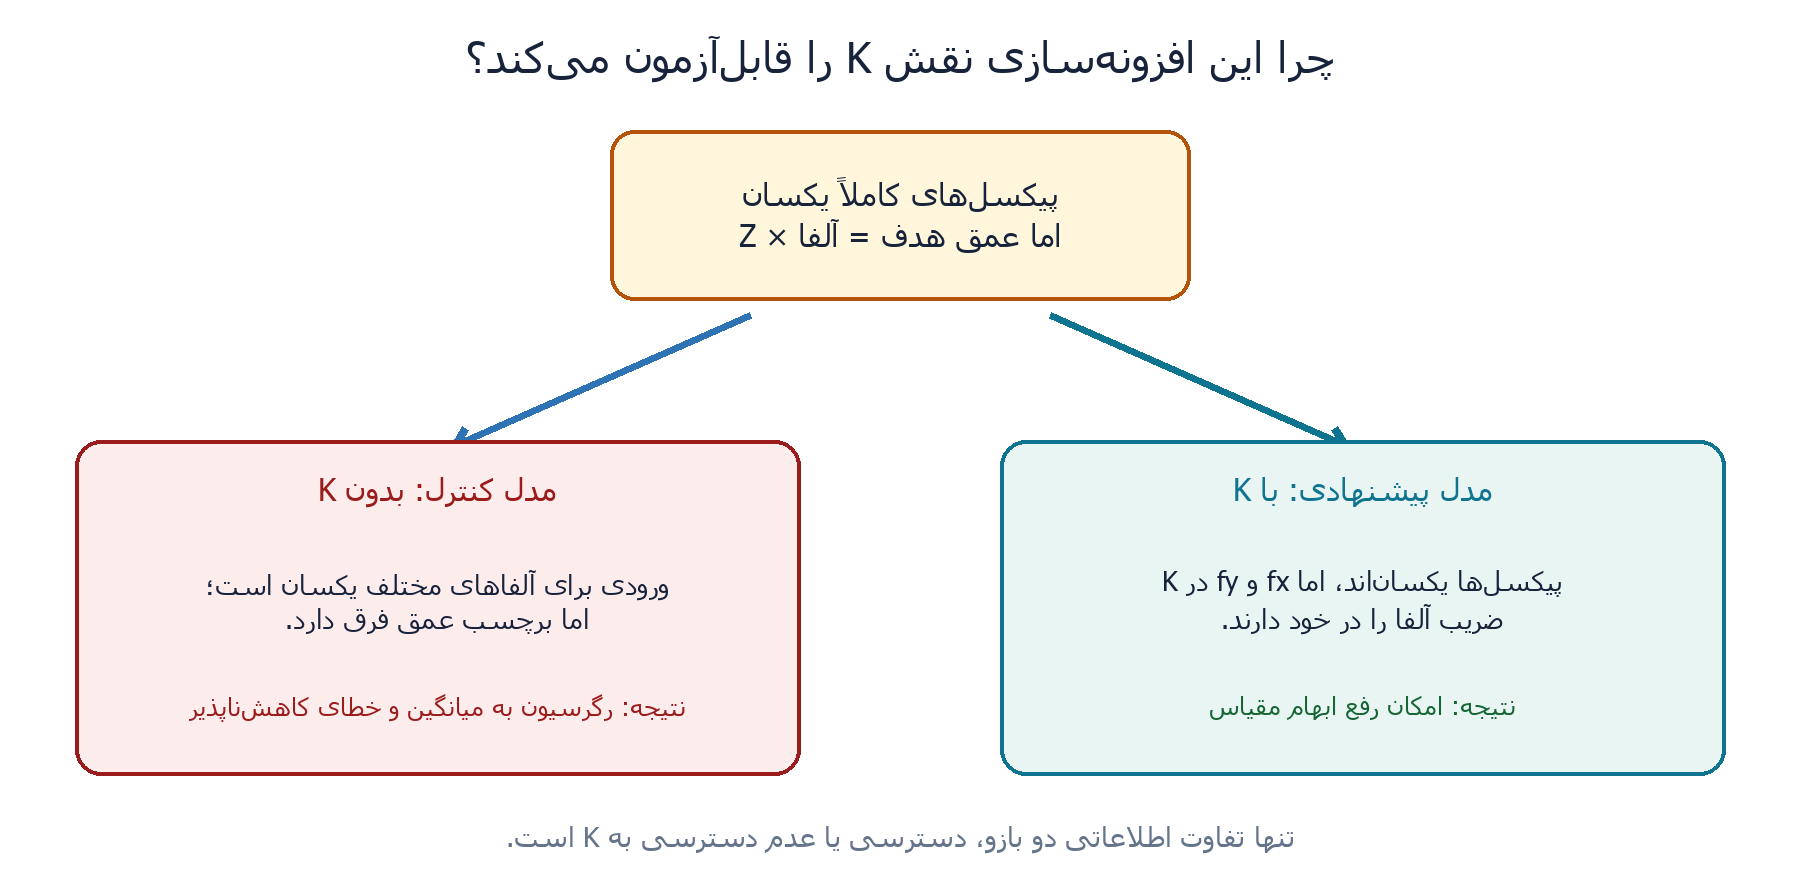 چرا این افزونه‌سازی نقش K را قابل‌آزمون می‌کند؟
پیکسل‌های کاملاً یکسان
اما عمق هدف = آلفا × Z
مدل پیشنهادی: با K
پیکسل‌ها یکسان‌اند، اما fx و fy در K
ضریب آلفا را در خود دارند.
نتیجه: امکان رفع ابهام مقیاس
مدل کنترل: بدون K
ورودی برای آلفاهای مختلف یکسان است؛
اما برچسب عمق فرق دارد.
نتیجه: رگرسیون به میانگین و خطای کاهش‌ناپذیر
تنها تفاوت اطلاعاتی دو بازو، دسترسی یا عدم دسترسی به K است.